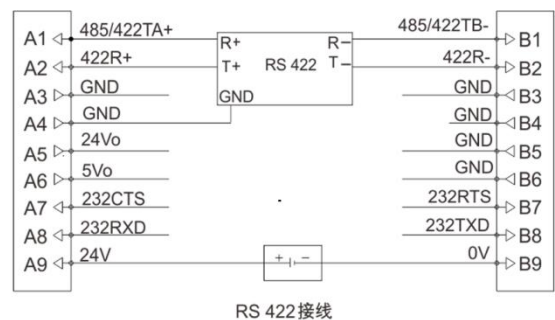 A1 485/422TA+ R+ R− 485/422TB- B1
A2 422R+ T+ RS 422 T− 422R- B2
A3 GND GND GND B3
A4 GND GND B4
A5 24Vo GND B5
A6 5Vo GND B6
A7 232CTS 232RTS B7
A8 232RXD 232TXD B8
A9 24V + − 0V B9
RS 422接线